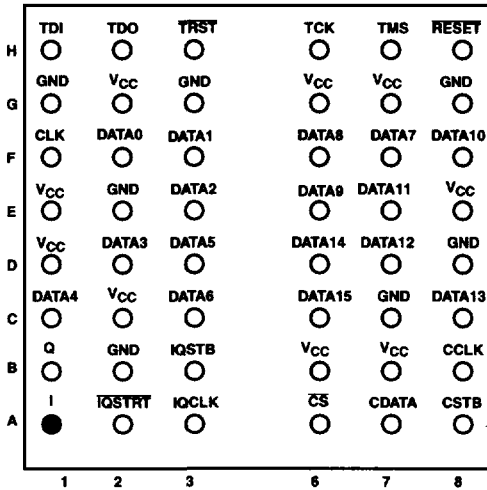 TDI TDO TRST TCK TMS RESET
H
GND VCC GND VCC VCC GND
G
CLK DATA0 DATA1 DATA8 DATA7 DATA10
F
VCC GND DATA2 DATA9 DATA11 VCC
E
VCC DATA3 DATA5 DATA14 DATA12 GND
D
DATA4 VCC DATA6 DATA15 GND DATA13
C
Q GND IQSTB VCC VCC CCLK
B
I IQSTRT IQCLK CS CDATA CSTB
A
1 2 3 6 7 8